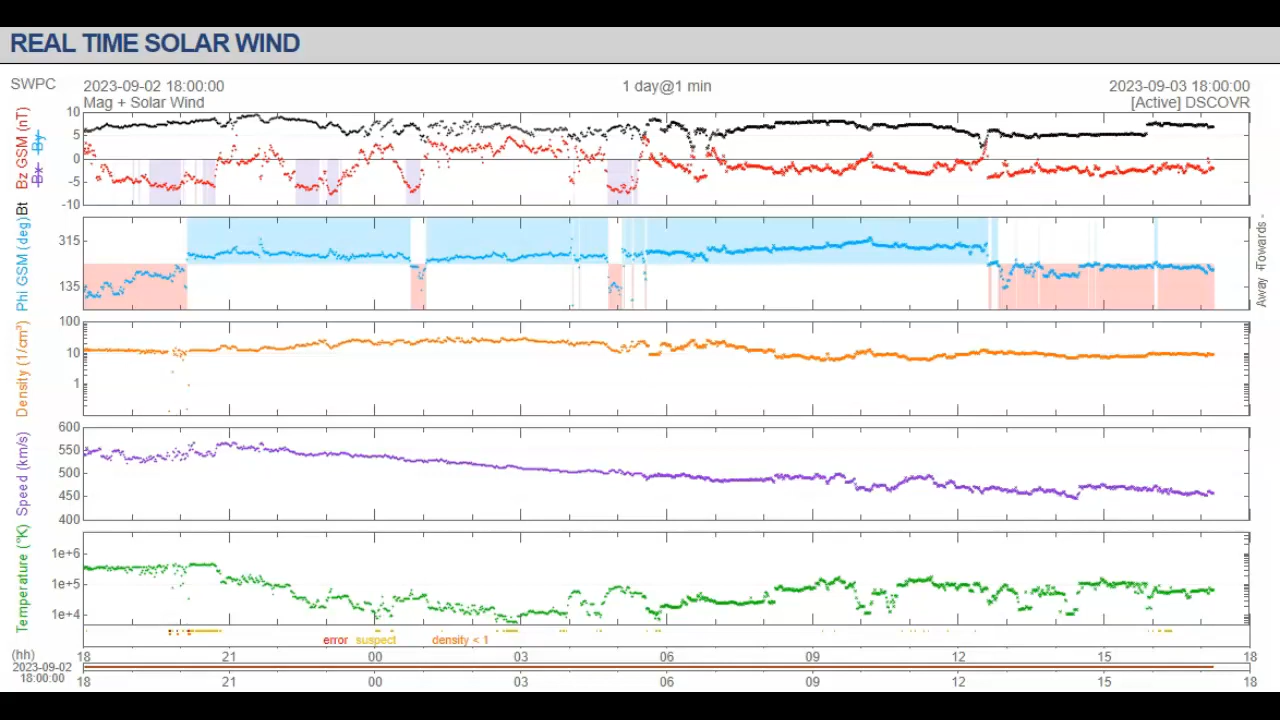 REAL TIME SOLAR WIND
SWPC
2023-09-02 18:00:00
1 day@1 min
2023-09-03 18:00:00
Mag + Solar Wind
[Active] DSCOVR
Bt Bz GSM (nT)
Bx By
10
5
0
-5
-10
Phi GSM (deg)
315
135
Away + Towards -
Density (1/cm³)
100
10
1
Speed (km/s)
600
550
500
450
400
Temperature (°K)
1e+6
1e+5
1e+4
error suspect density < 1
(hh) 18 21 00 03 06 09 12 15 18
2023-09-02
18:00:00
18 21 00 03 06 09 12 15 18